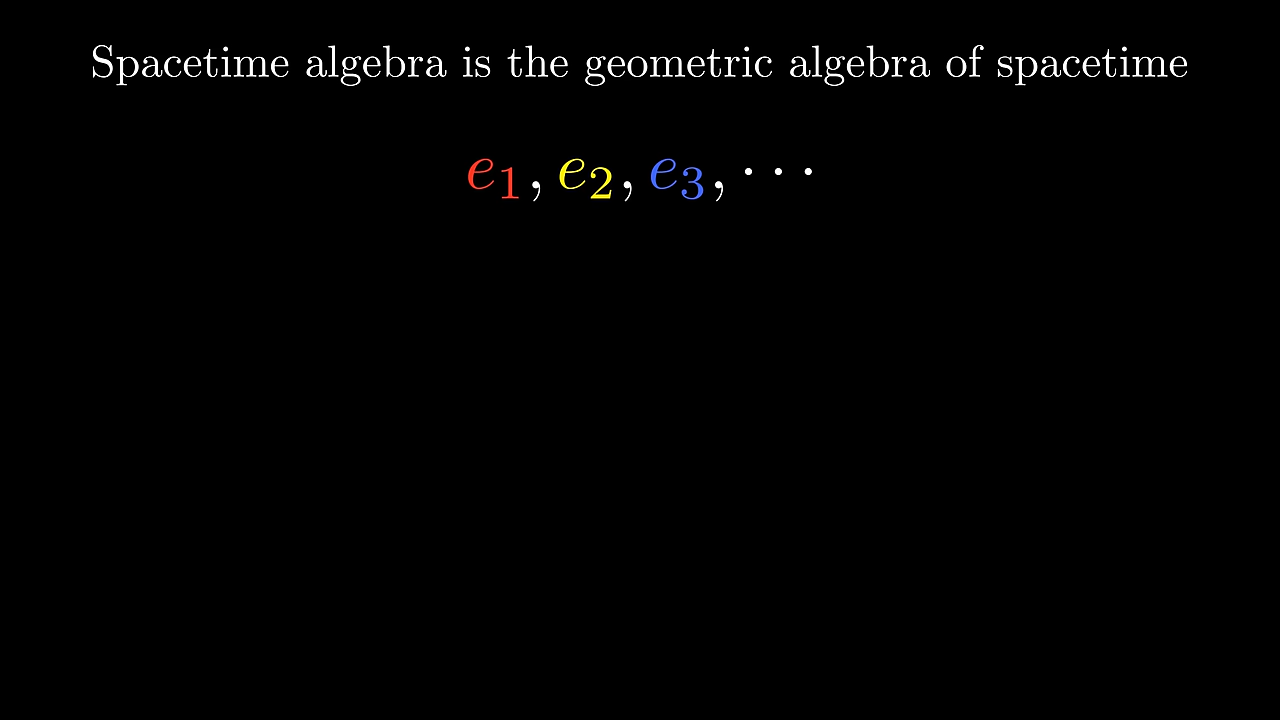 Spacetime algebra is the geometric algebra of spacetime
e₁, e₂, e₃, ⋯